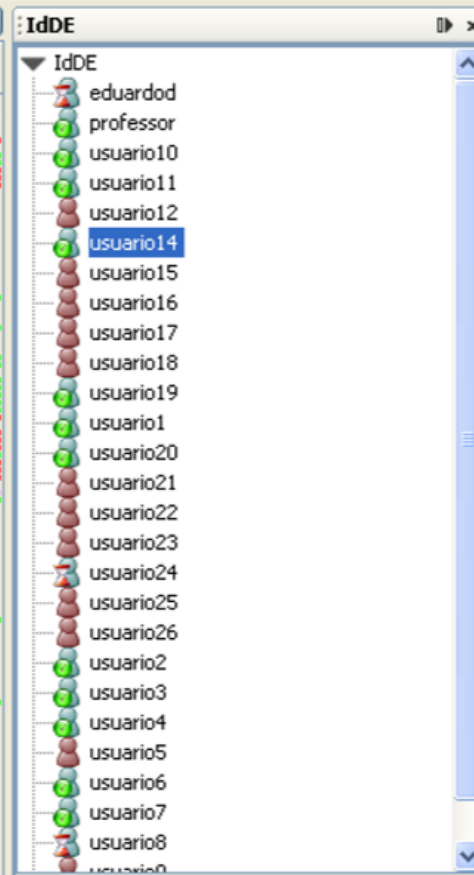 IdDE
IdDE
eduardod
professor
usuario10
usuario11
usuario12
usuario14
usuario15
usuario16
usuario17
usuario18
usuario19
usuario1
usuario20
usuario21
usuario22
usuario23
usuario24
usuario25
usuario26
usuario2
usuario3
usuario4
usuario5
usuario6
usuario7
usuario8